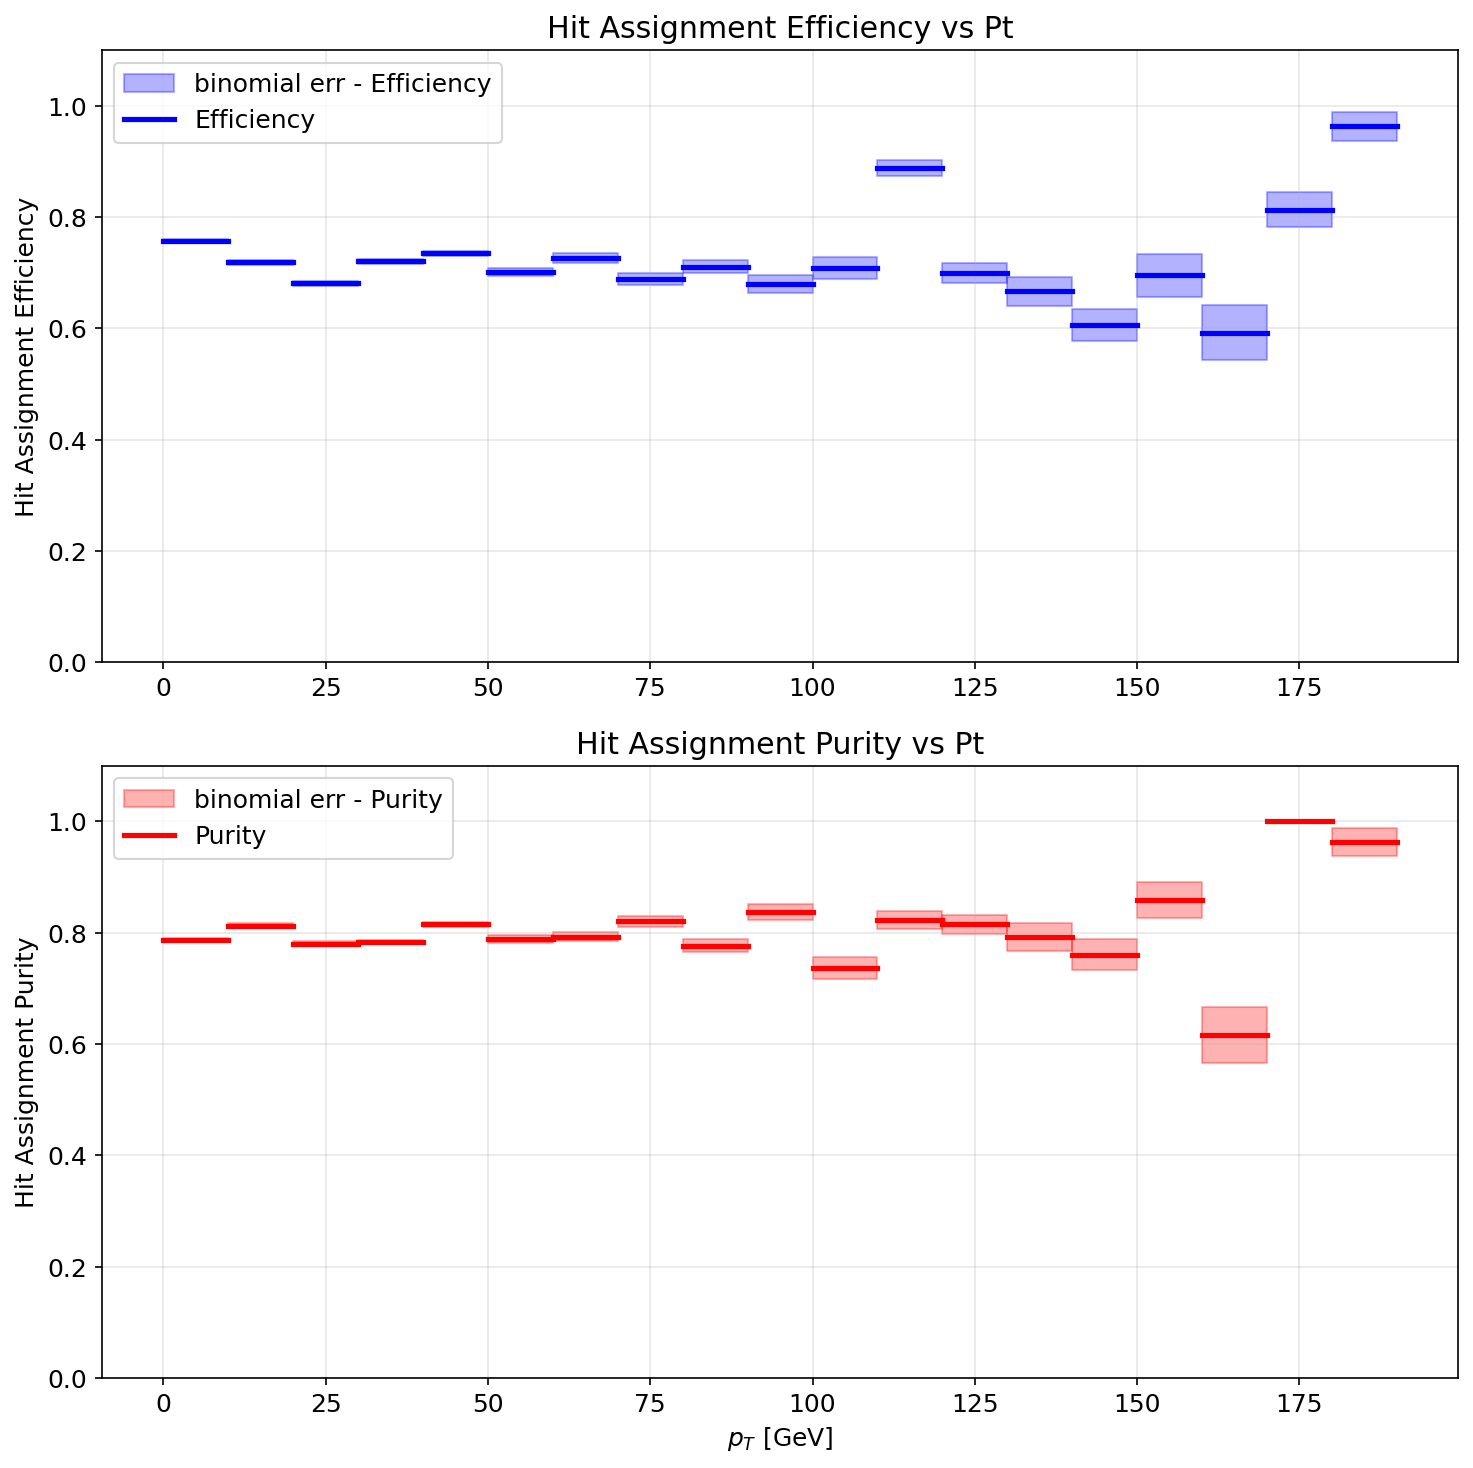 Hit Assignment Efficiency vs Pt
binomial err - Efficiency
Efficiency
Hit Assignment Efficiency
1.0
0.8
0.6
0.4
0.2
0.0
0 25 50 75 100 125 150 175
Hit Assignment Purity vs Pt
binomial err - Purity
Purity
Hit Assignment Purity
1.0
0.8
0.6
0.4
0.2
0.0
0 25 50 75 100 125 150 175
p_T [GeV]